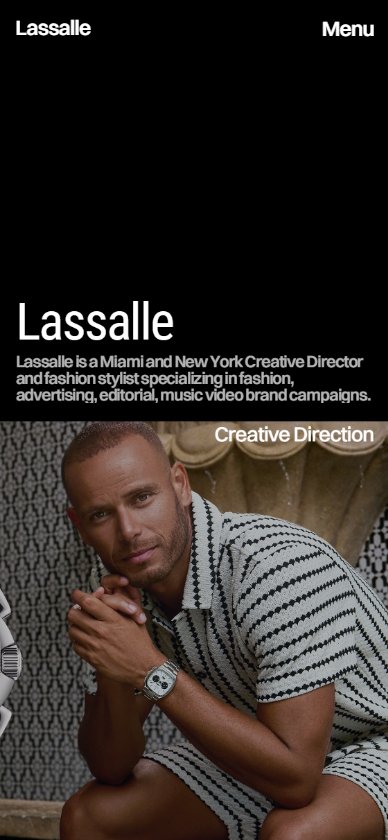 Lassalle
Menu
Lassalle
Lassalle is a Miami and New York Creative Director
and fashion stylist specializing in fashion,
advertising, editorial, music video brand campaigns.
Creative Direction